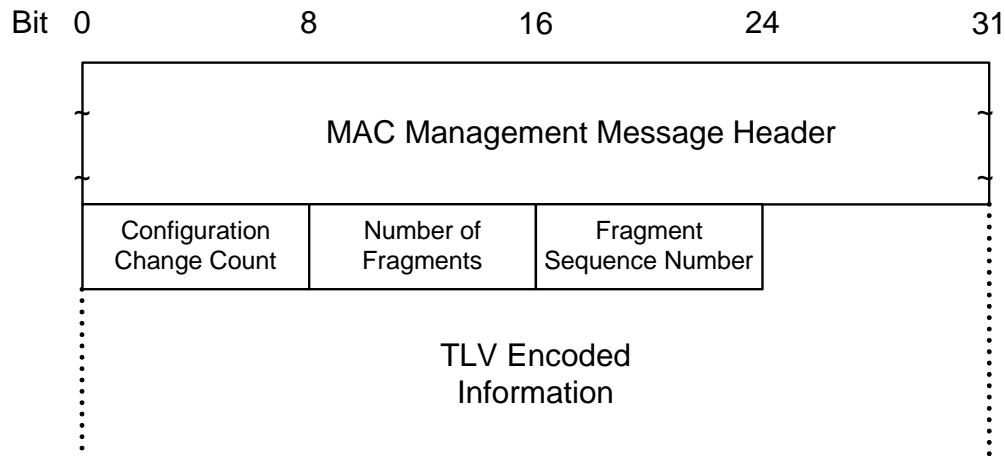 Bit 0 8 16 24 31
MAC Management Message Header
Configuration Change Count
Number of Fragments
Fragment Sequence Number
TLV Encoded
Information